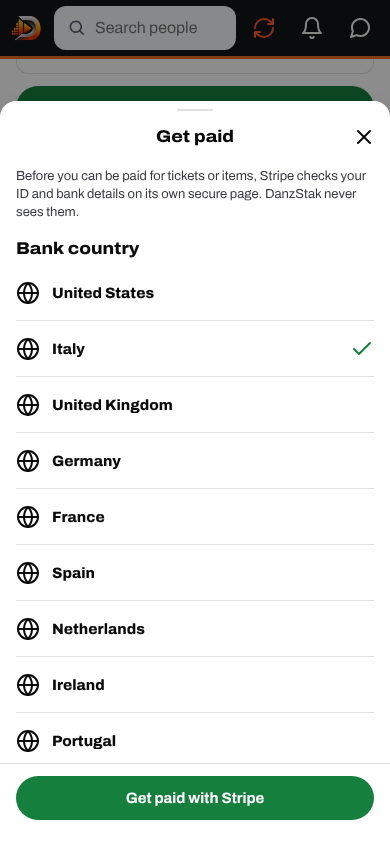 Search people
Get paid
Before you can be paid for tickets or items, Stripe checks your
ID and bank details on its own secure page. DanzStak never
sees them.
Bank country
United States
Italy
United Kingdom
Germany
France
Spain
Netherlands
Ireland
Portugal
Get paid with Stripe